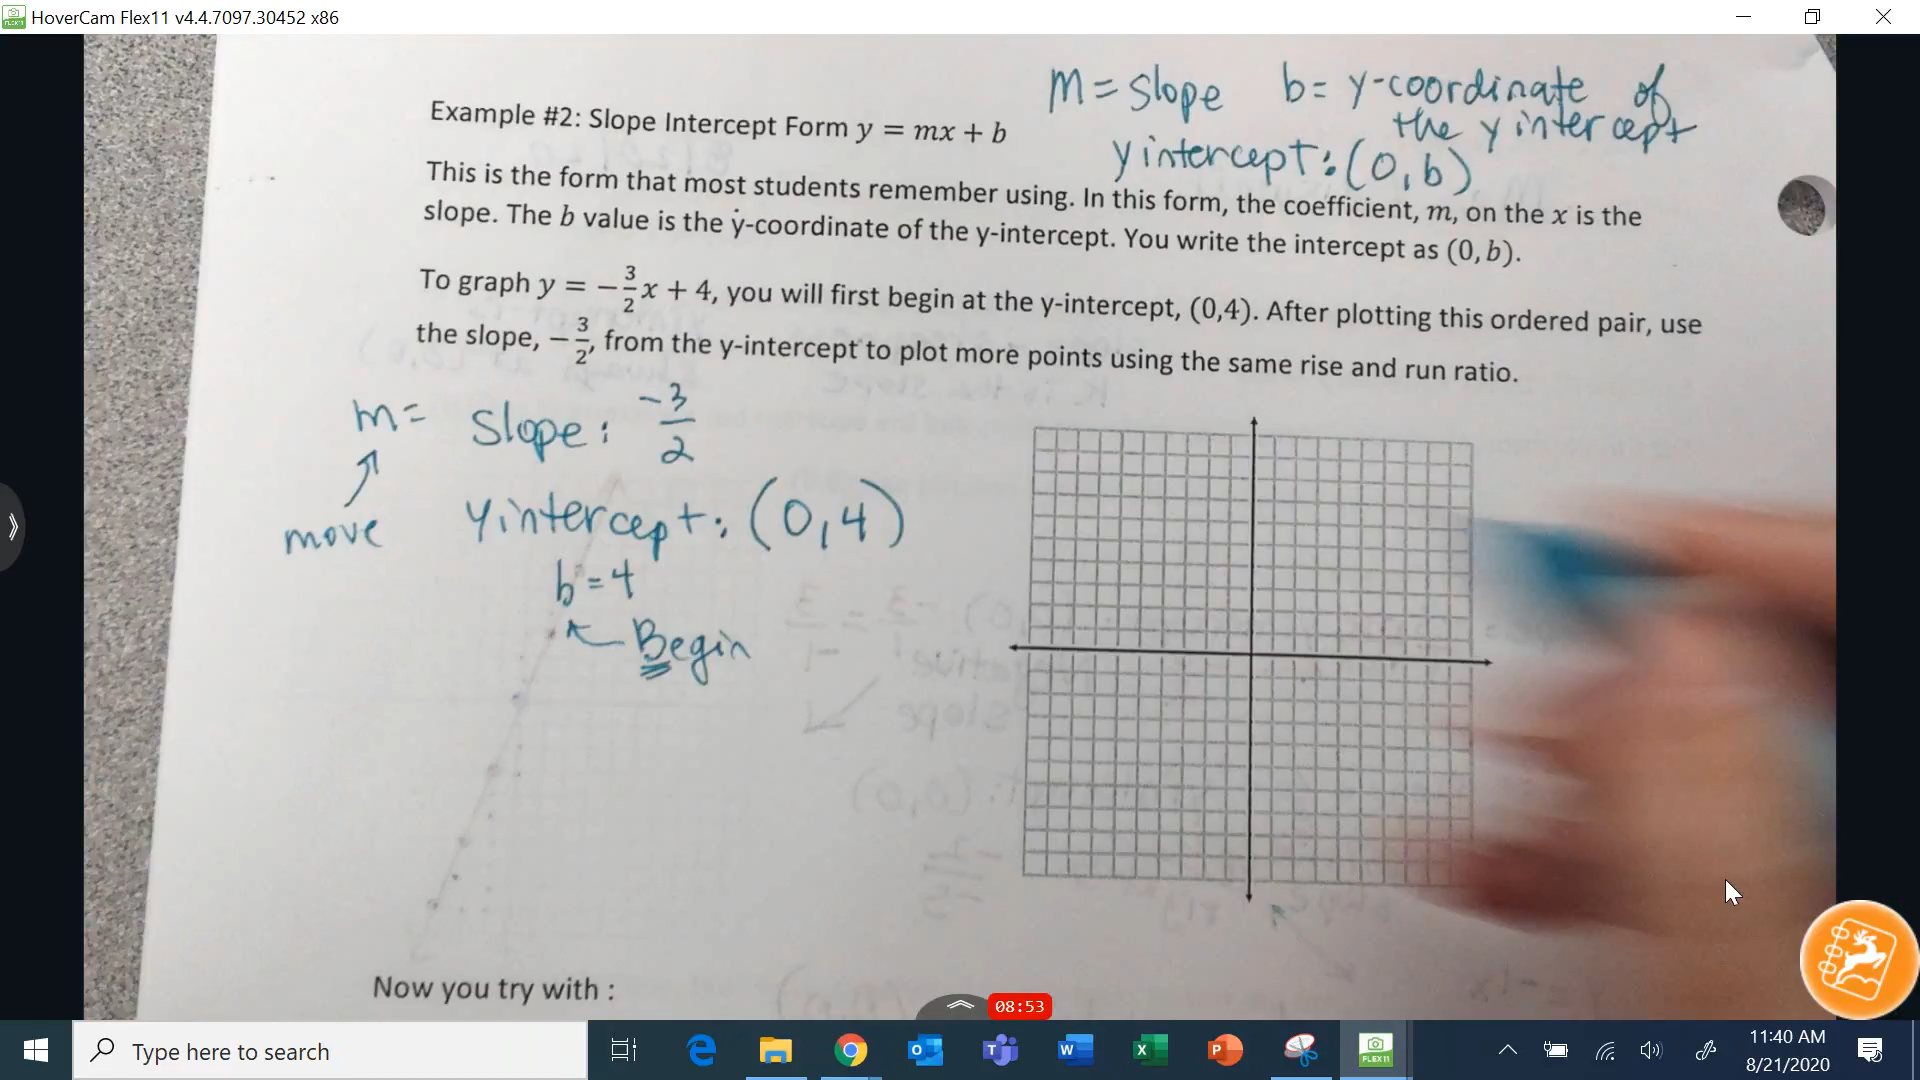 HoverCam Flex11 v4.4.7097.30452 x86
m = slope b = y-coordinate of
the y intercept
Example #2: Slope Intercept Form y = mx + b
y intercept: (0, b)
This is the form that most students remember using. In this form, the coefficient, m, on the x is the
slope. The b value is the y-coordinate of the y-intercept. You write the intercept as (0, b).
To graph y = −3/2x + 4, you will first begin at the y-intercept, (0,4). After plotting this ordered pair, use
the slope, −3/2, from the y-intercept to plot more points using the same rise and run ratio.
m = slope: -3/2
move
y intercept: (0,4)
b = 4
Begin
Now you try with :
08:53
Type here to search
11:40 AM
8/21/2020